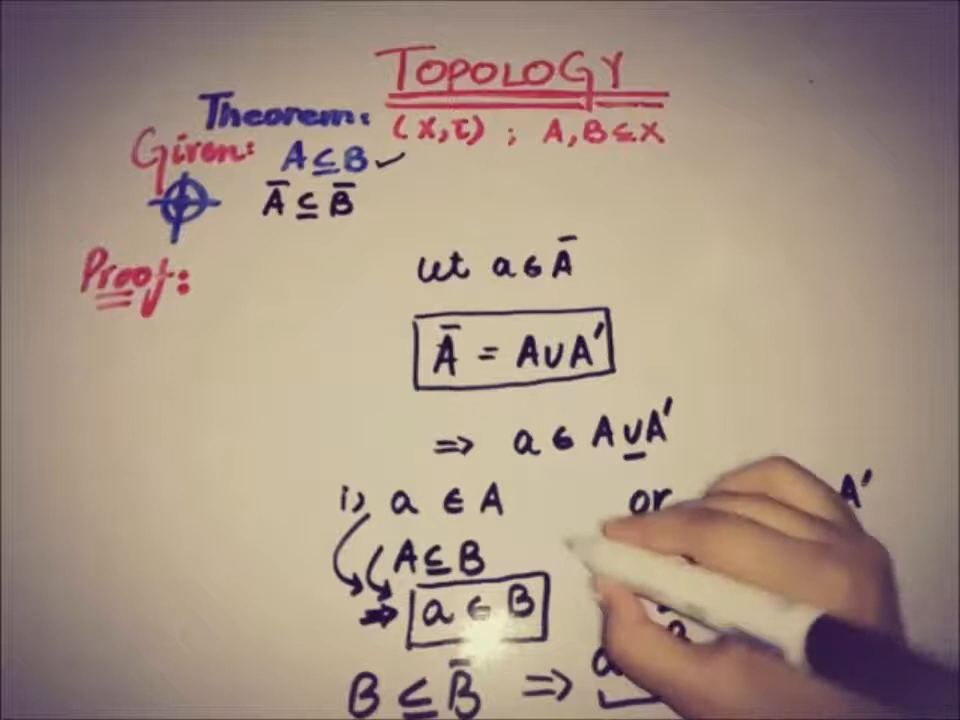 TOPOLOGY
Theorem: (X,τ) ; A,B⊆X
Given: A⊆B ✓
Ā ⊆ B̄
Proof:
let a∈Ā
Ā = A∪A′
⇒ a ∈ A∪A′
i) a ∈ A or A′
A⊆B
⇒ a ∈ B
B ⊆ B̄ ⇒ a